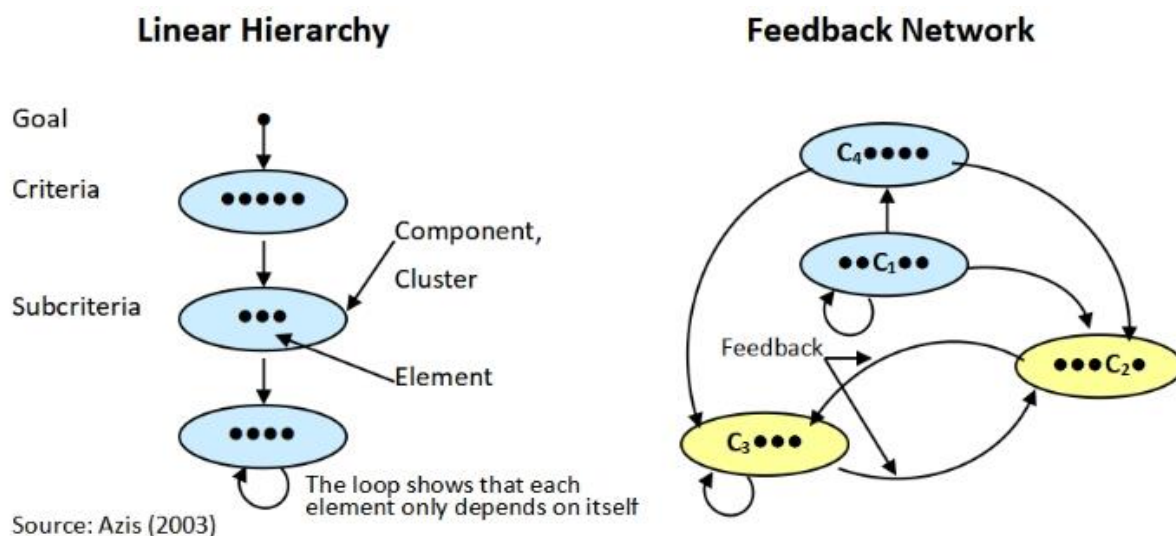 Linear Hierarchy
Goal
Criteria
Component,
Cluster
Subcriteria
Element
The loop shows that each
element only depends on itself
Source: Azis (2003)
Feedback Network
C₄
C₁
Feedback
C₂
C₃